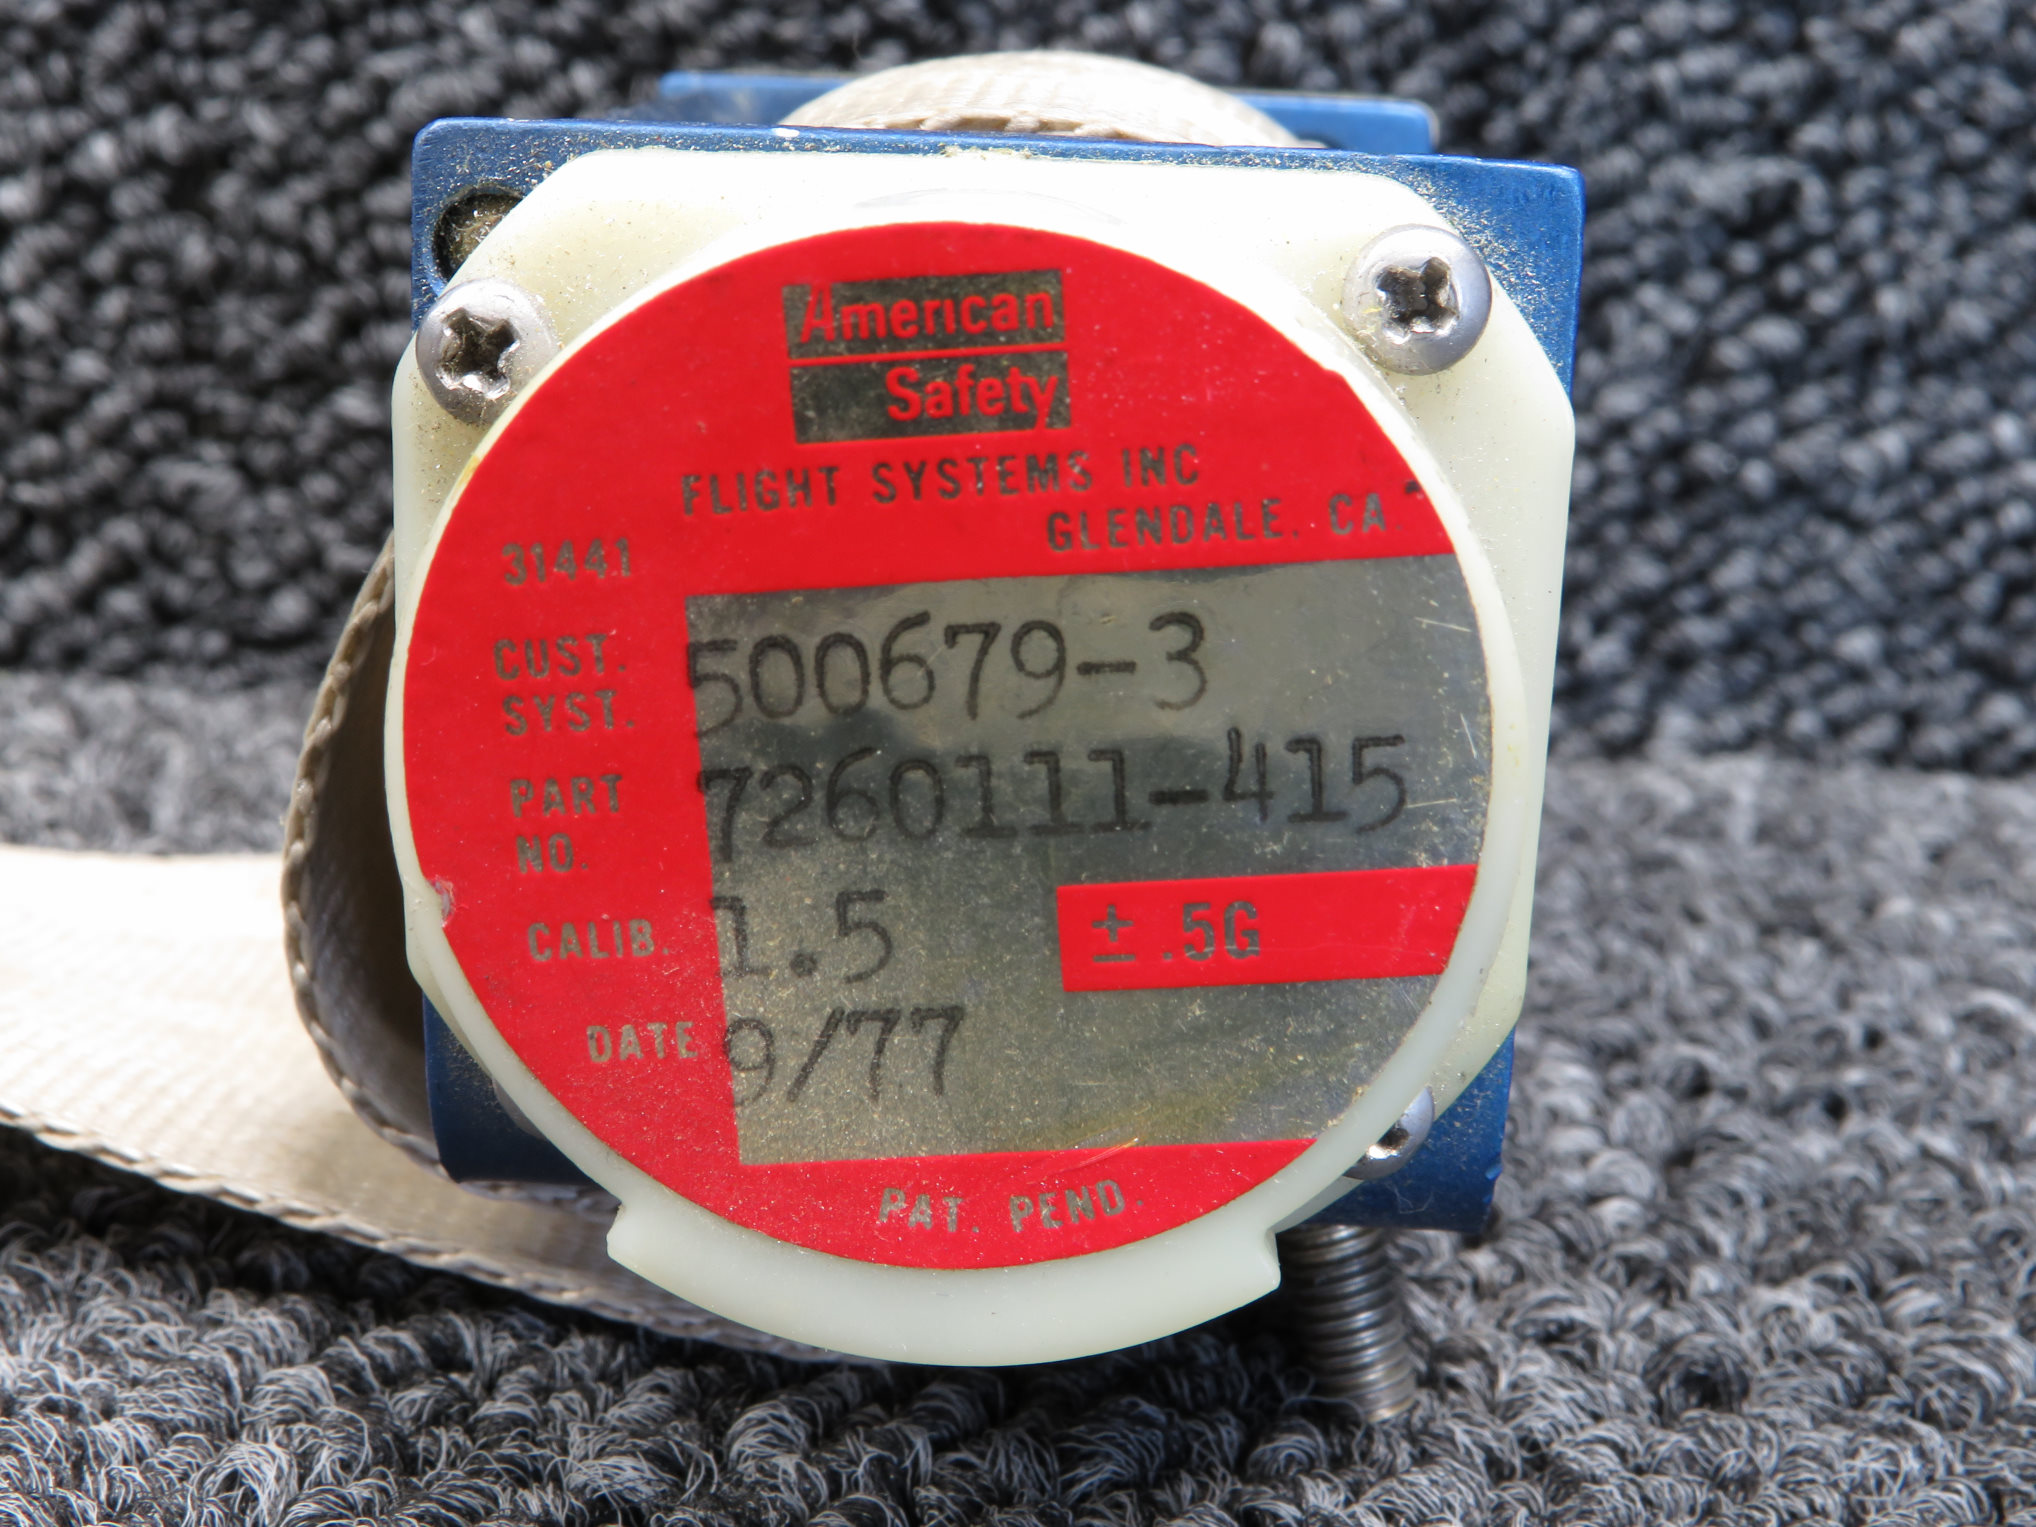 American
Safety
FLIGHT SYSTEMS INC
GLENDALE, CA.
31441
CUST. SYST. 500679-3
PART NO. 7260111-415
CALIB. 1.5 ± .5G
DATE 9/77
PAT. PEND.